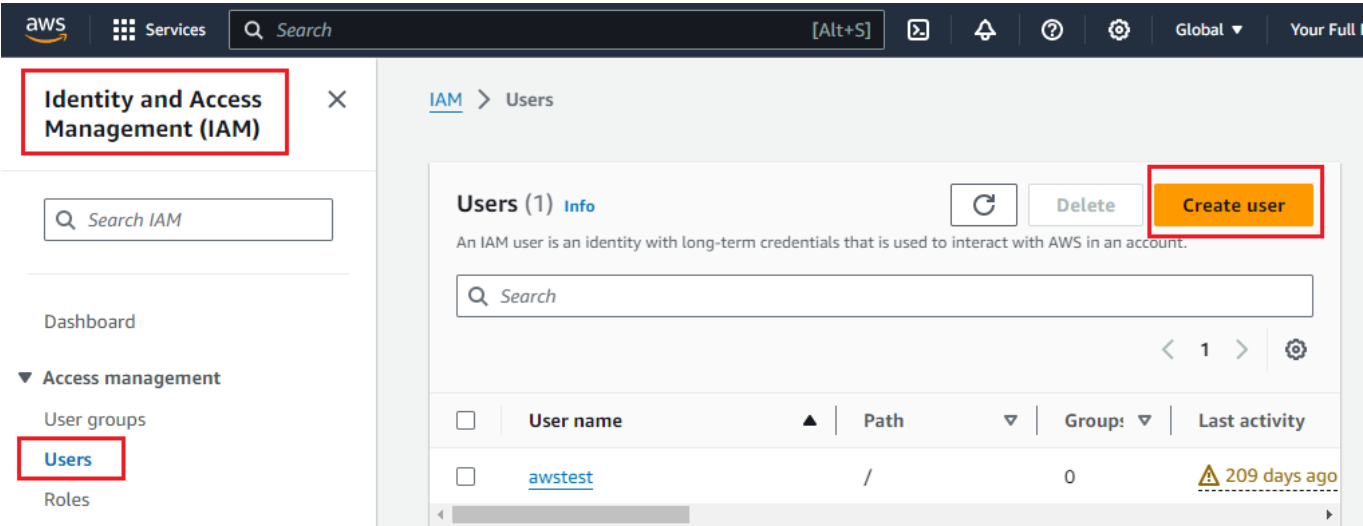 aws
Services
Search
[Alt+S]
Global
Your Full
Identity and Access
Management (IAM)
Search IAM
Dashboard
Access management
User groups
Users
Roles
IAM > Users
Users (1) Info
Delete
Create user
An IAM user is an identity with long-term credentials that is used to interact with AWS in an account.
Search
1
User name
Path
Groups
Last activity
awstest
/
0
209 days ago